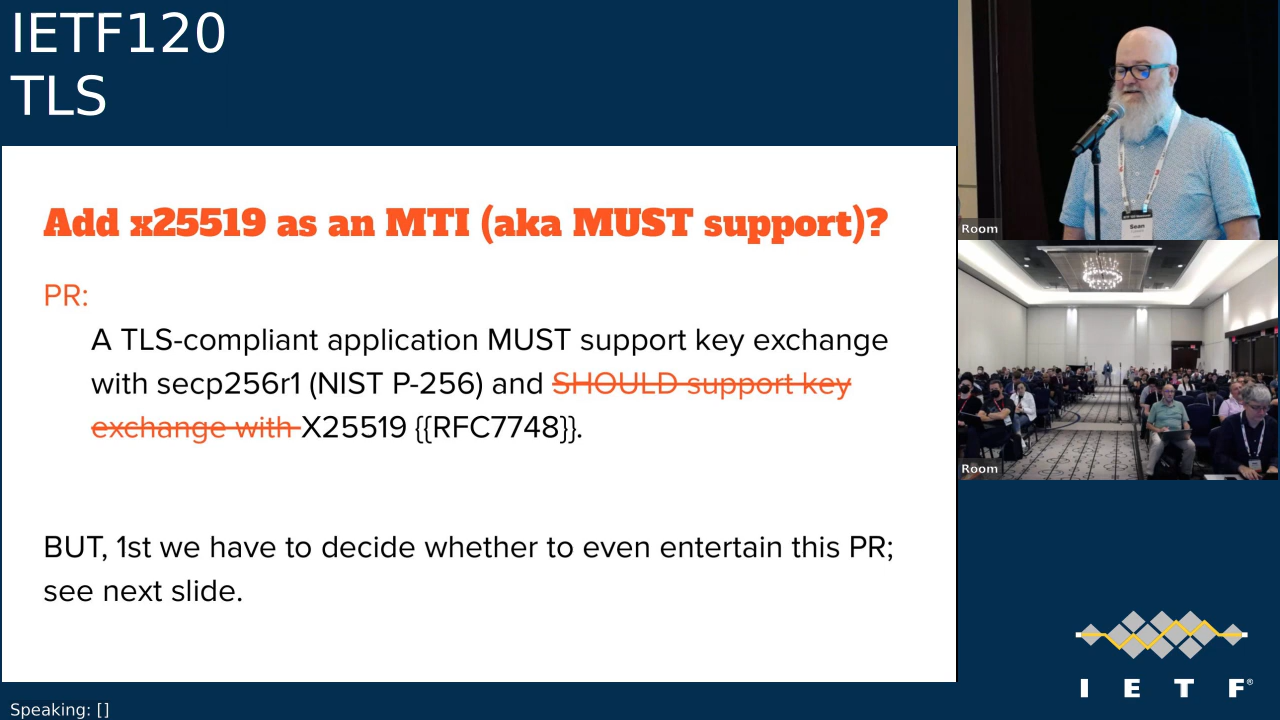 IETF120
TLS
Add x25519 as an MTI (aka MUST support)?
PR:
A TLS-compliant application MUST support key exchange
with secp256r1 (NIST P-256) and SHOULD support key
exchange with X25519 {{RFC7748}}.
BUT, 1st we have to decide whether to even entertain this PR;
see next slide.
Room
Sean
Room
I E T F®
Speaking: []